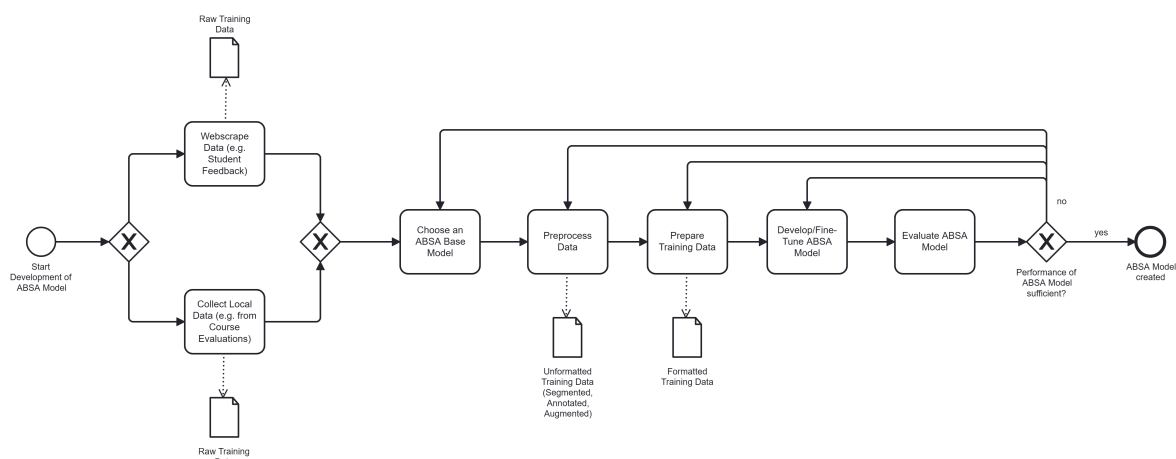 Raw Training
Data
Webscrape
Data (e.g.
Student
Feedback)
Start
Development of
ABSA Model
Collect Local
Data (e.g. from
Course
Evaluations)
Raw Training
Choose an
ABSA Base
Model
Preprocess
Data
Unformatted
Training Data
(Segmented,
Annotated,
Augmented)
Prepare
Training Data
Formatted
Training Data
Develop/Fine-
Tune ABSA
Model
Evaluate ABSA
Model
no
yes
Performance of
ABSA Model
sufficient?
ABSA Model
created